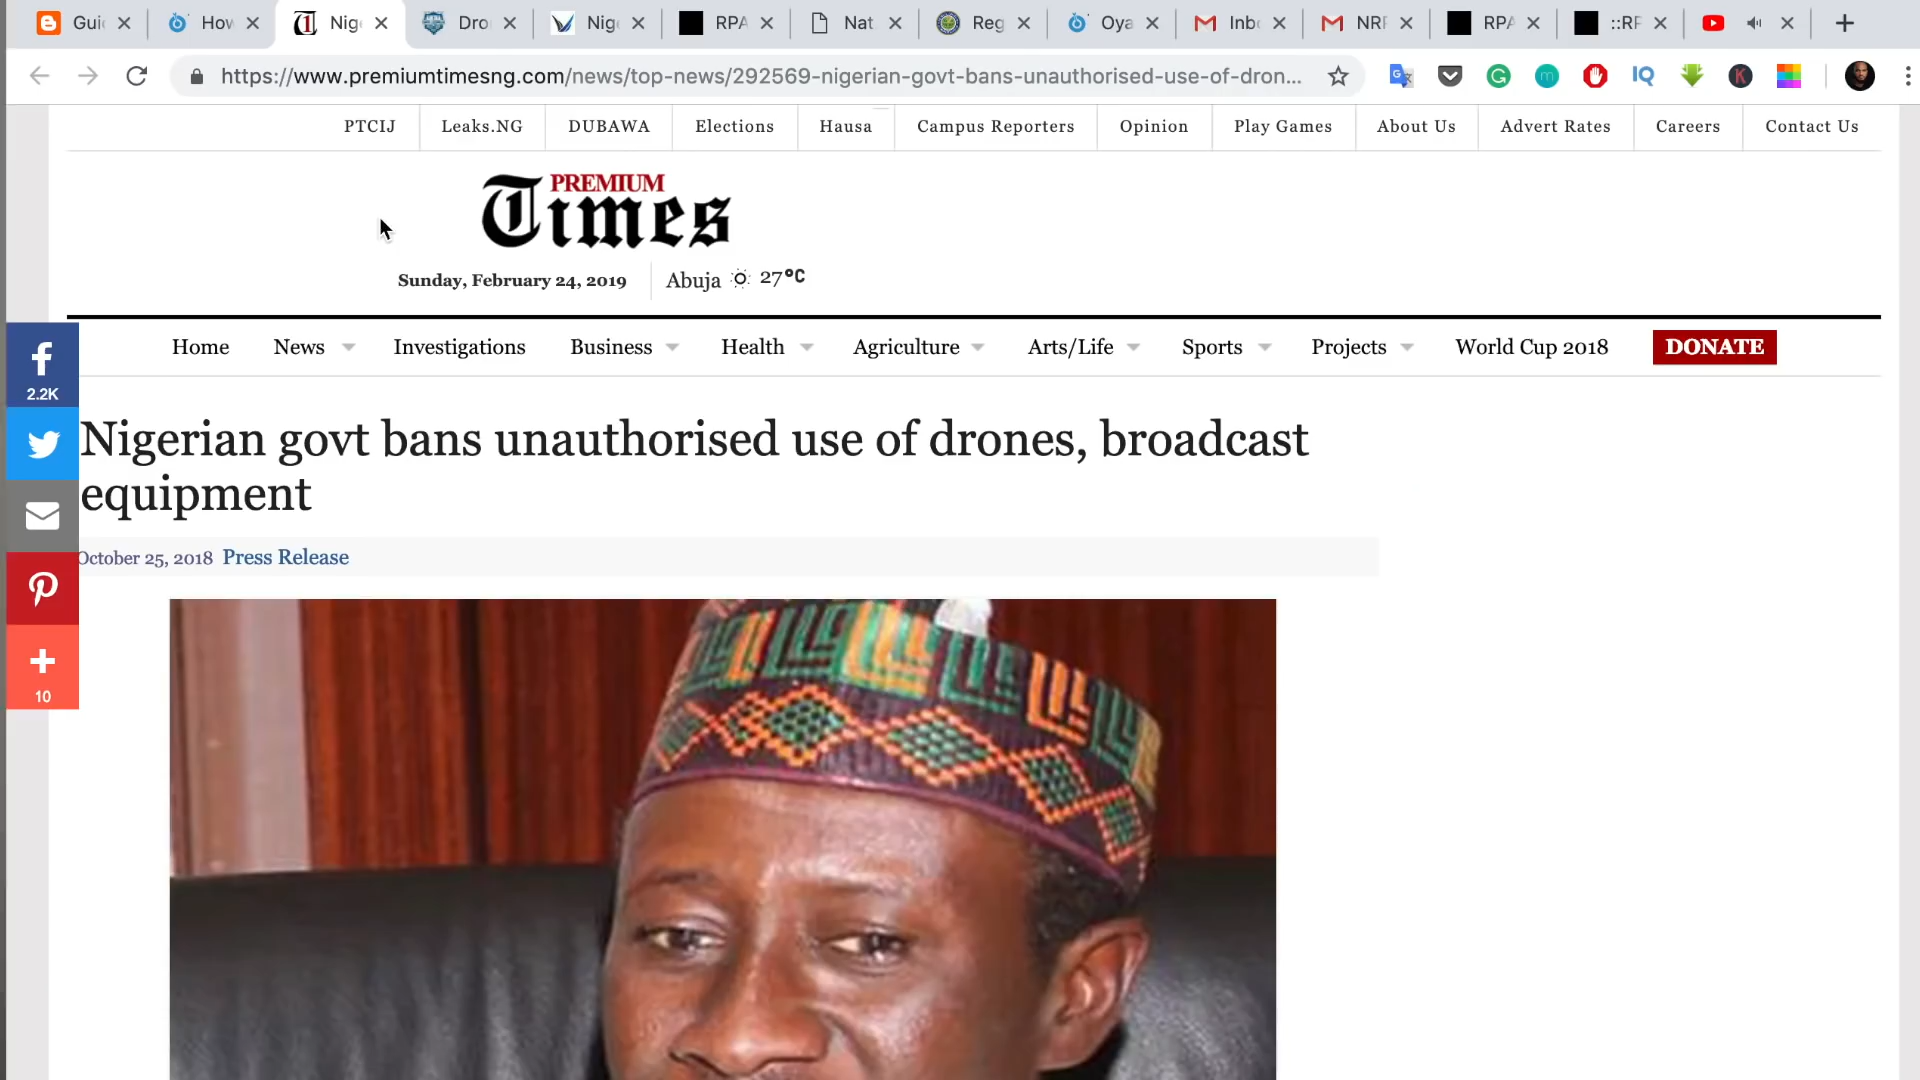 Gui
How
Nig
Dro
Nig
RPA
Nat
Reg
Oya
Inb
NRF
RPA
::RP
https://www.premiumtimesng.com/news/top-news/292569-nigerian-govt-bans-unauthorised-use-of-dron...
PTCIJ
Leaks.NG
DUBAWA
Elections
Hausa
Campus Reporters
Opinion
Play Games
About Us
Advert Rates
Careers
Contact Us
PREMIUM
Times
Sunday, February 24, 2019
Abuja 27°C
Home
News
Investigations
Business
Health
Agriculture
Arts/Life
Sports
Projects
World Cup 2018
DONATE
2.2K
10
Nigerian govt bans unauthorised use of drones, broadcast
equipment
October 25, 2018 Press Release